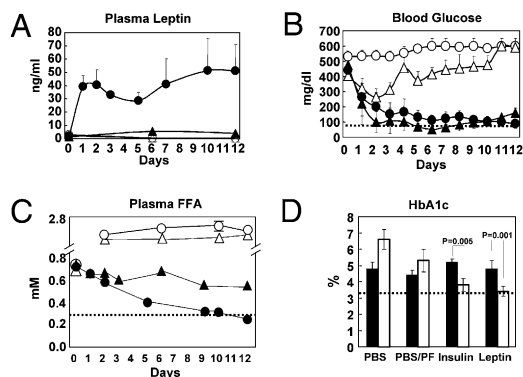 A
Plasma Leptin
ng/ml
80
70
60
50
40
30
20
10
0
0 1 2 3 4 5 6 7 8 9 10 11 12
Days
B
Blood Glucose
mg/dl
700
600
500
400
300
200
100
0
0 1 2 3 4 5 6 7 8 9 10 11 12
Days
C
Plasma FFA
mM
2.8
0.8
0.6
0.4
0.2
0.0
0 1 2 3 4 5 6 7 8 9 10 11 12
Days
D
HbA1c
%
8
7
6
5
4
3
2
1
0
P=0.005
P=0.001
PBS PBS/PF Insulin Leptin